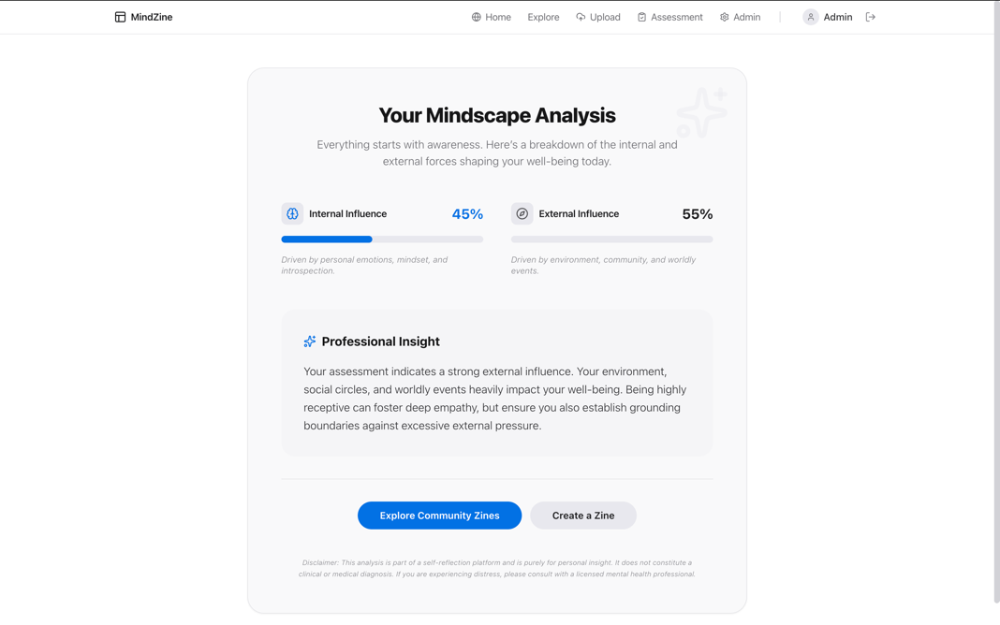 MindZine
Home
Explore
Upload
Assessment
Admin
Admin
Your Mindscape Analysis
Everything starts with awareness. Here's a breakdown of the internal and
external forces shaping your well-being today.
Internal Influence
45%
Driven by personal emotions, mindset, and
introspection.
External Influence
55%
Driven by environment, community, and worldly
events.
Professional Insight
Your assessment indicates a strong external influence. Your environment,
social circles, and worldly events heavily impact your well-being. Being highly
receptive can foster deep empathy, but ensure you also establish grounding
boundaries against excessive external pressure.
Explore Community Zines
Create a Zine
Disclaimer: This analysis is part of a self-reflection platform and is purely for personal insight. It does not constitute a
clinical or medical diagnosis. If you are experiencing distress, please consult with a licensed mental health professional.